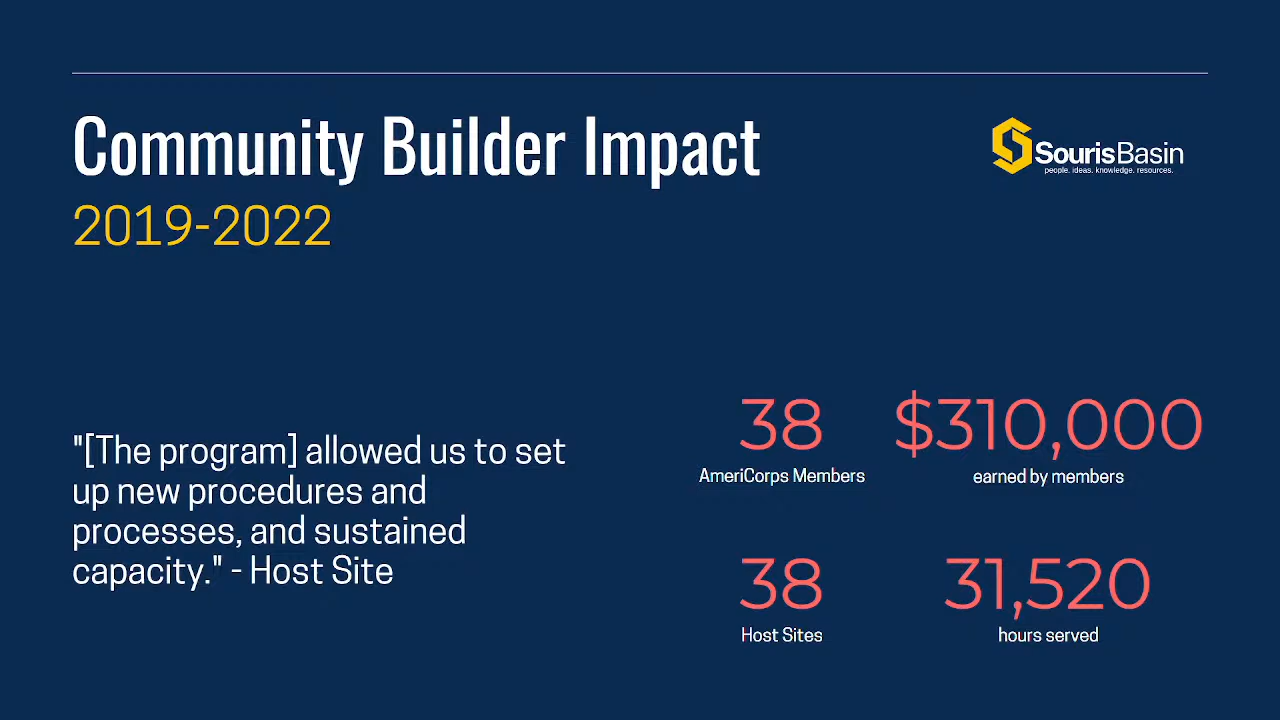 Community Builder Impact
2019-2022
SourisBasin
people. ideas. knowledge. resources.
"[The program] allowed us to set
up new procedures and
processes, and sustained
capacity." - Host Site
38
AmeriCorps Members
$310,000
earned by members
38
Host Sites
31,520
hours served